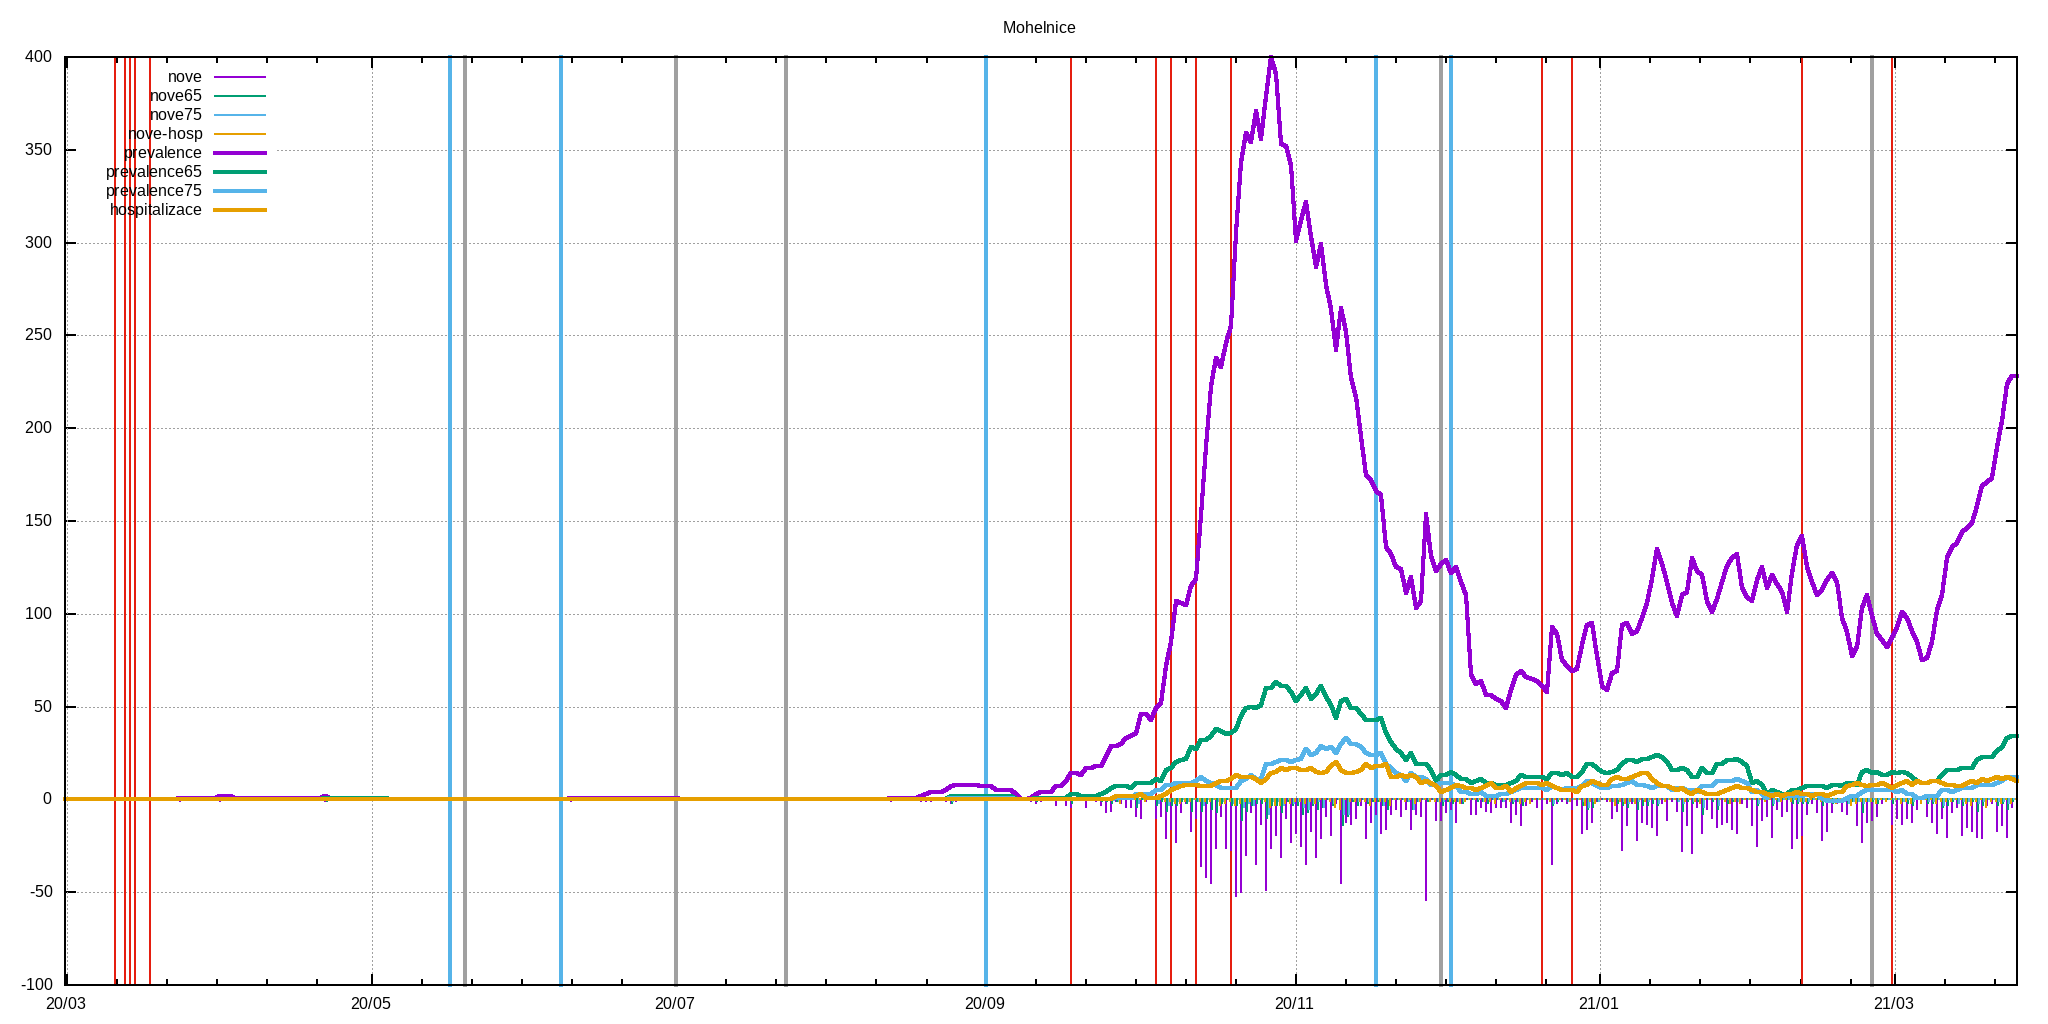 Mohelnice
400
350
300
250
200
150
100
50
0
-50
-100
nove
nove65
nove75
nove-hosp
prevalence
prevalence65
prevalence75
hospitalizace
20/03 20/05 20/07 20/09 20/11 21/01 21/03